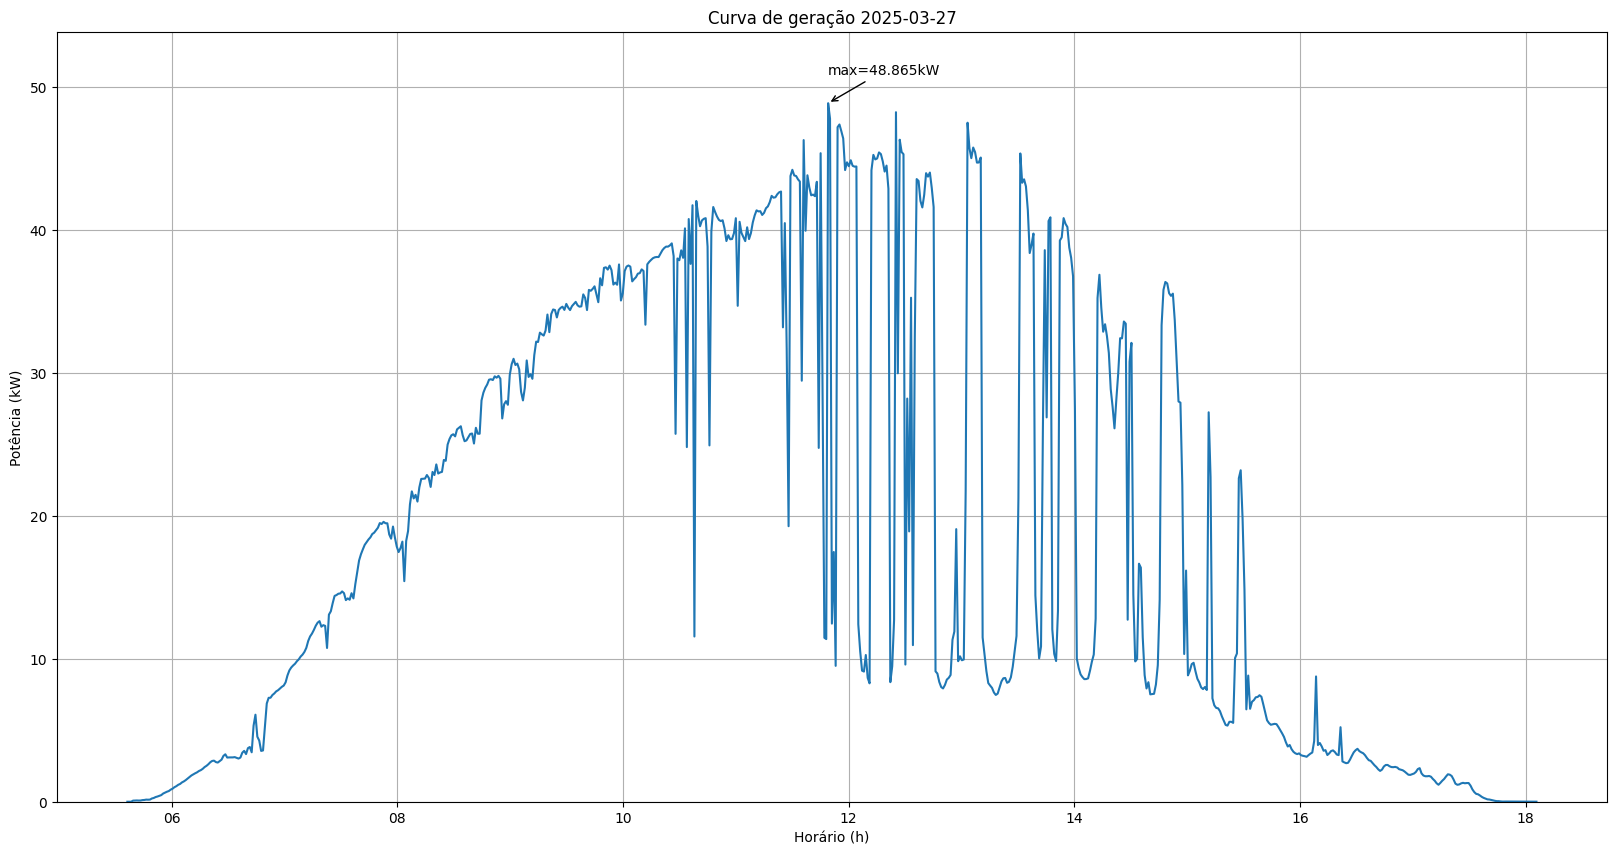 Curva de geração 2025-03-27
max=48.865kW
Potência (kW)
50
40
30
20
10
0
06 08 10 12 14 16 18
Horário (h)